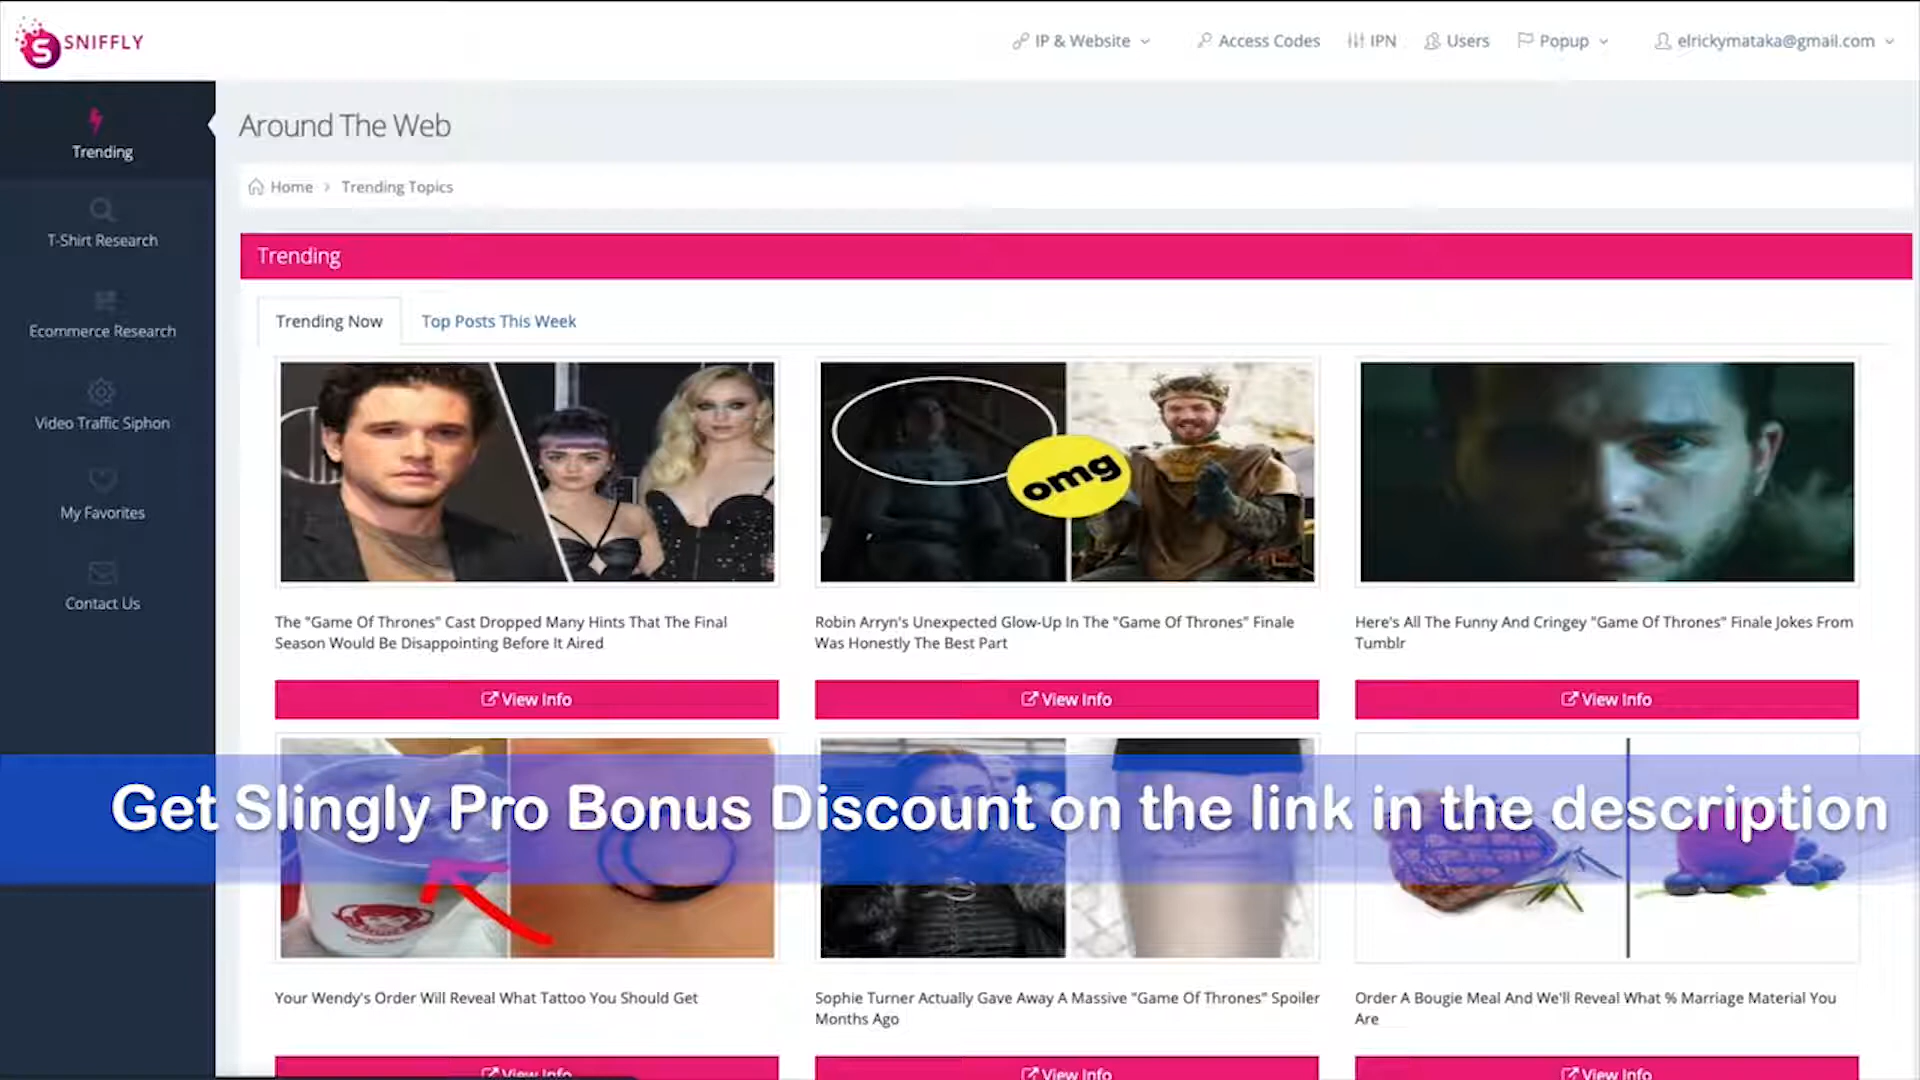 SNIFFLY
IP & Website
Access Codes
IPN
Users
Popup
elrickymataka@gmail.com
Trending
T-Shirt Research
Ecommerce Research
Video Traffic Siphon
My Favorites
Contact Us
Around The Web
Home > Trending Topics
Trending
Trending Now
Top Posts This Week
omg
The "Game Of Thrones" Cast Dropped Many Hints That The Final
Season Would Be Disappointing Before It Aired
Robin Arryn's Unexpected Glow-Up In The "Game Of Thrones" Finale
Was Honestly The Best Part
Here's All The Funny And Cringey "Game Of Thrones" Finale Jokes From
Tumblr
View Info
View Info
View Info
Get Slingly Pro Bonus Discount on the link in the description
Your Wendy's Order Will Reveal What Tattoo You Should Get
Sophie Turner Actually Gave Away A Massive "Game Of Thrones" Spoiler
Months Ago
Order A Bougie Meal And We'll Reveal What % Marriage Material You
Are
View Info
View Info
View Info